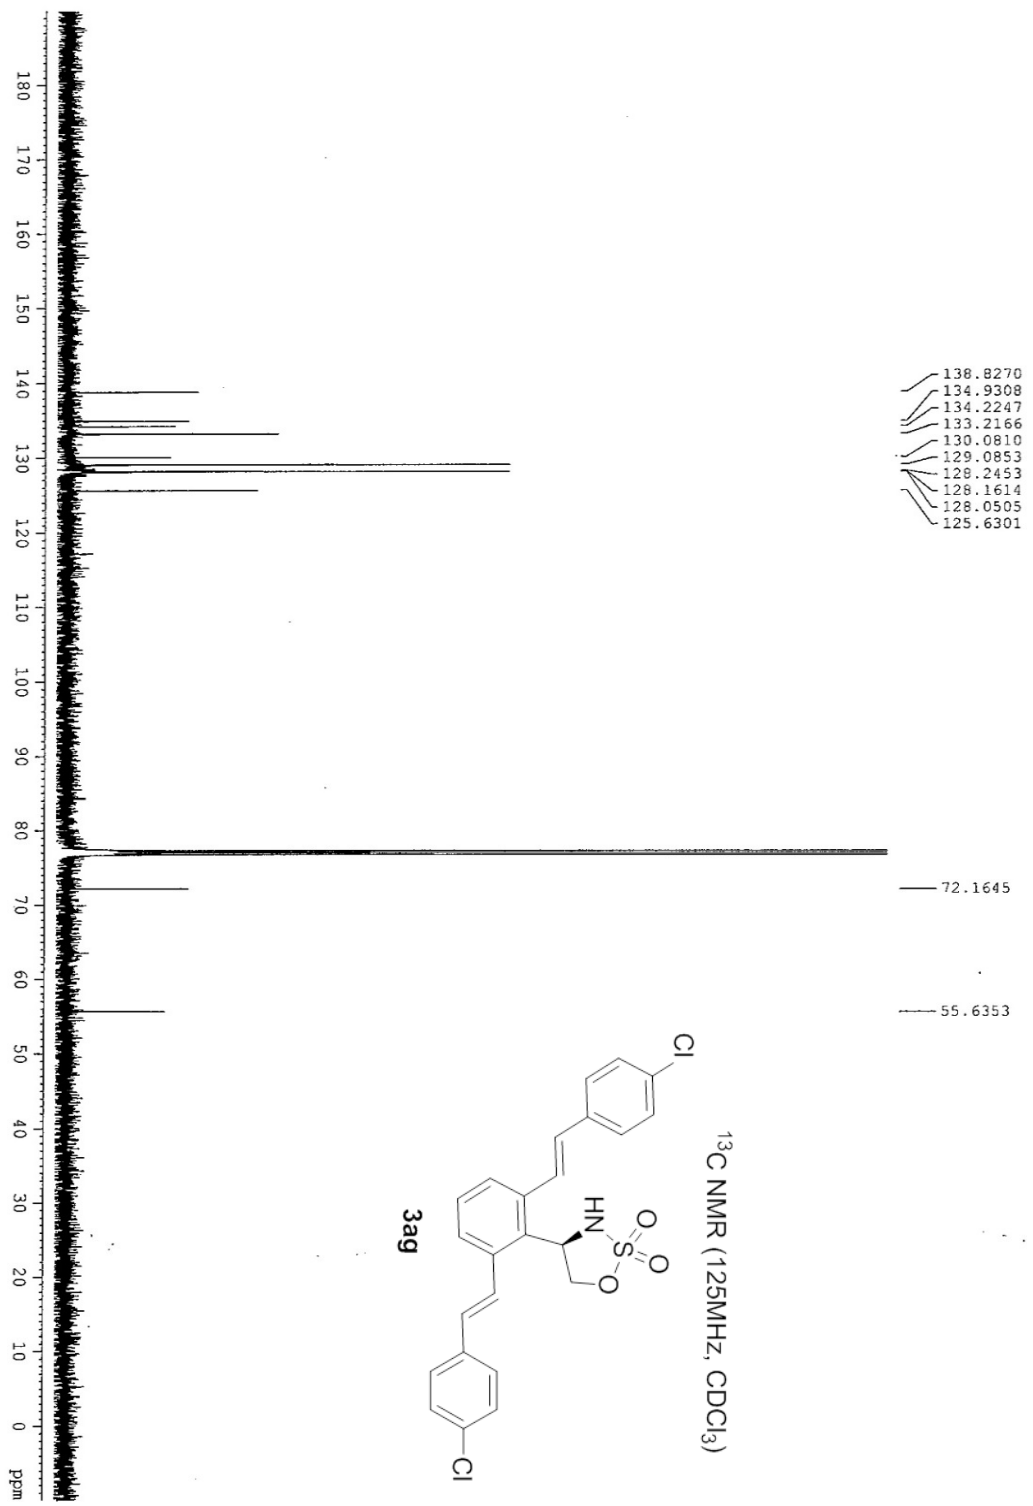 138.8270
134.9308
134.2247
133.2166
130.0810
129.0853
128.2453
128.1614
128.0505
125.6301
72.1645
55.6353
¹³C NMR (125MHz, CDCl₃)
Cl
O
O
S
O
HN
3ag
Cl
180 170 160 150 140 130 120 110 100 90 80 70 60 50 40 30 20 10 0 ppm